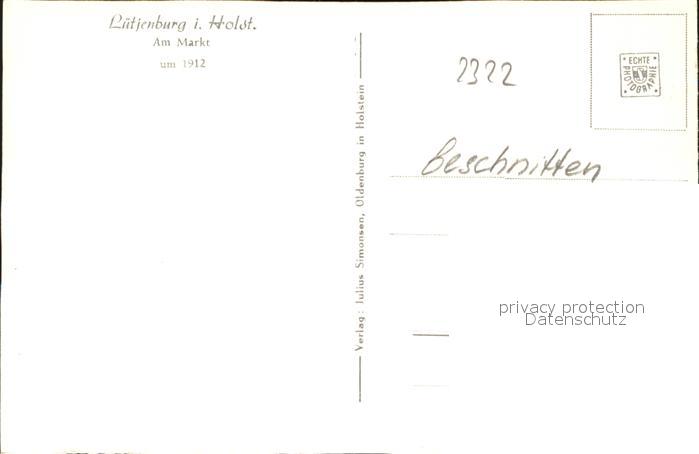 Lütjenburg i. Holst.
Am Markt
um 1912
Verlag: Julius Simonsen, Oldenburg in Holstein
2322
ECHTE
PHOTOGRAPHIE
Beschnitten
privacy protection
Datenschutz